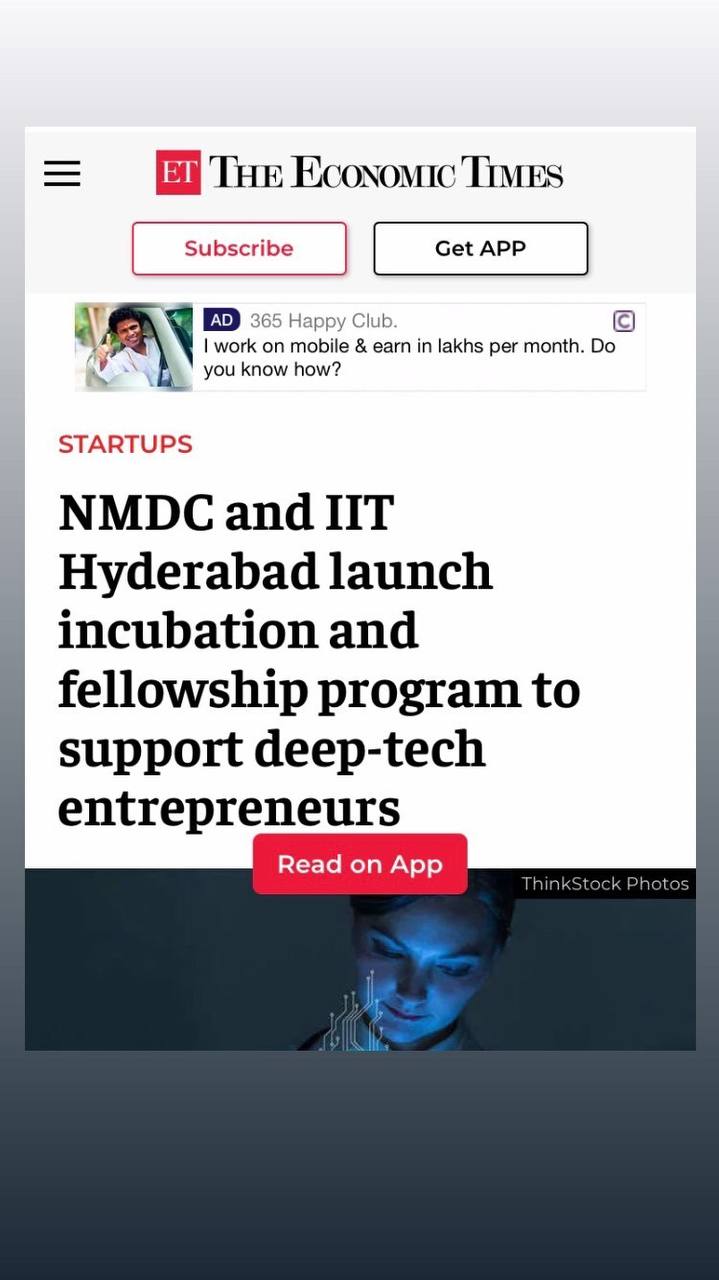 ET THE ECONOMIC TIMES
Subscribe Get APP
AD 365 Happy Club. C
I work on mobile & earn in lakhs per month. Do
you know how?
STARTUPS
NMDC and IIT
Hyderabad launch
incubation and
fellowship program to
support deep-tech
entrepreneurs
Read on App
ThinkStock Photos